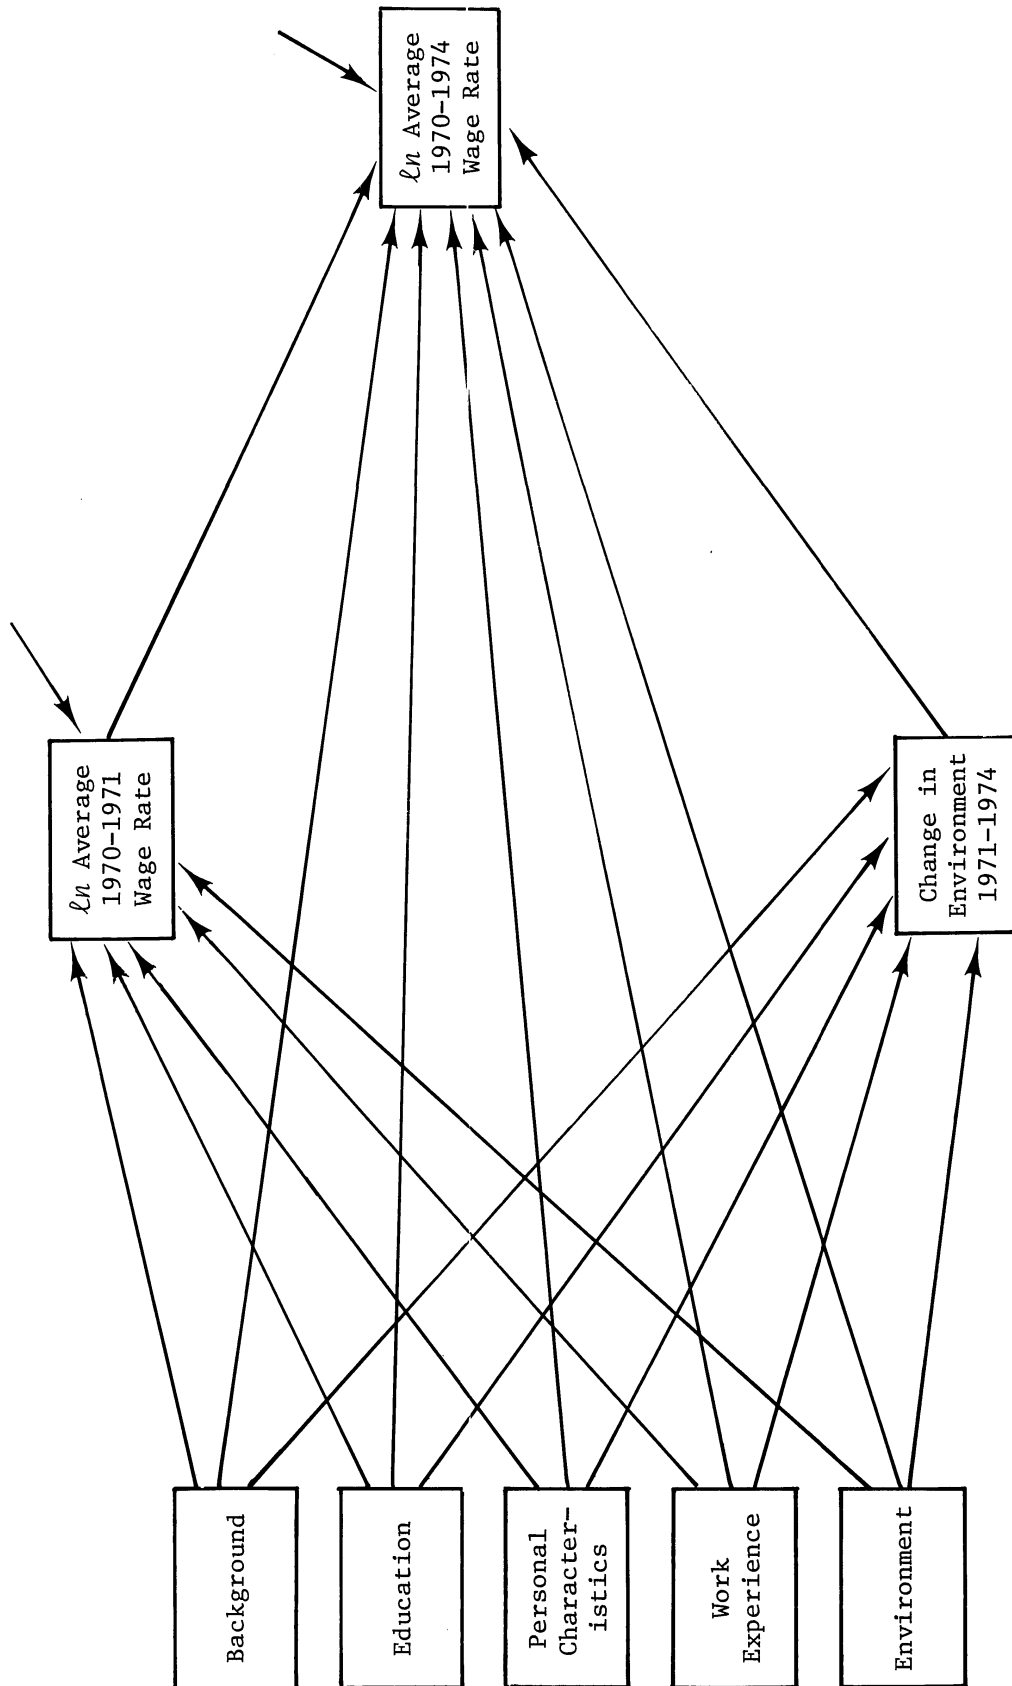 ℓn Average
1970–1974
Wage Rate
ℓn Average
1970–1971
Wage Rate
Change in
Environment
1971–1974
Background
Education
Personal
Character–
istics
Work
Experience
Environment